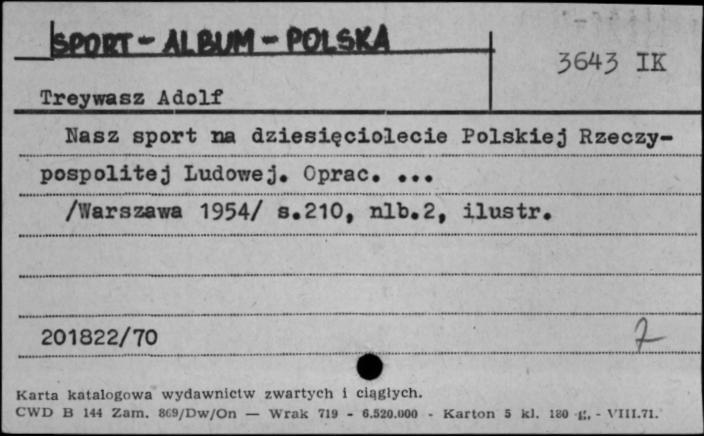 SPORT - ALBUM - POLSKA
3643 IK
Treywasz Adolf
Nasz sport na dziesięciolecie Polskiej Rzeczy-
pospolitej Ludowej. Oprac. ...
/Warszawa 1954/ s.210, nlb.2, ilustr.
201822/70
7
Karta katalogowa wydawnictw zwartych i ciągłych.
CWD B 144 Zam. 869/Dw/On — Wrak 719 - 6.520.000 - Karton 5 kl. 180 g. - VIII.71.